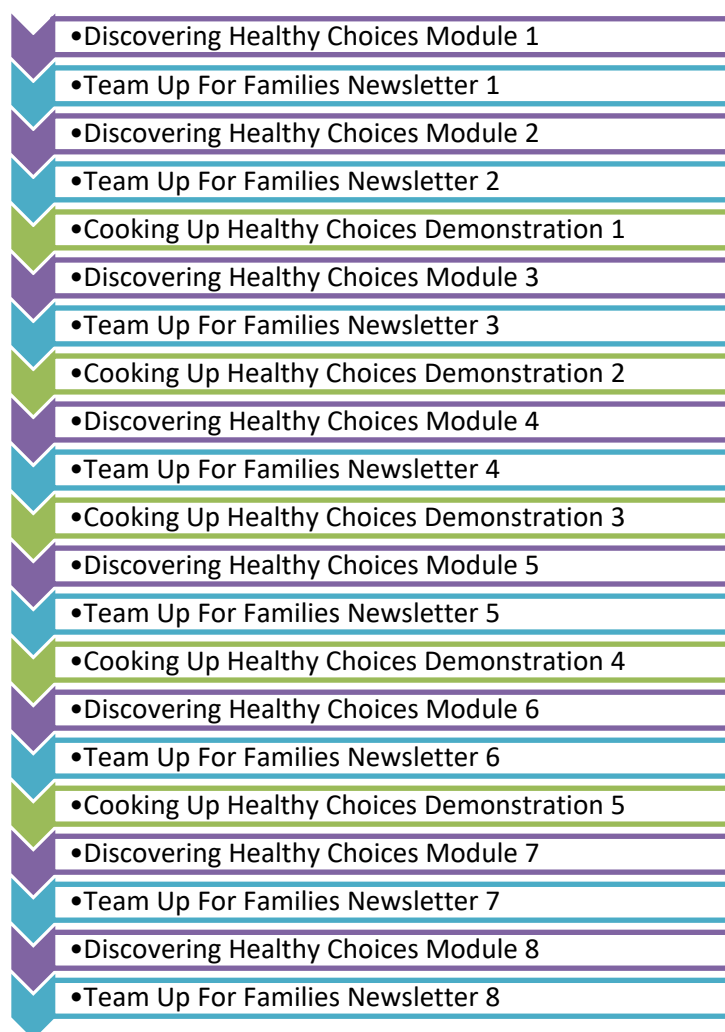 •Discovering Healthy Choices Module 1
•Team Up For Families Newsletter 1
•Discovering Healthy Choices Module 2
•Team Up For Families Newsletter 2
•Cooking Up Healthy Choices Demonstration 1
•Discovering Healthy Choices Module 3
•Team Up For Families Newsletter 3
•Cooking Up Healthy Choices Demonstration 2
•Discovering Healthy Choices Module 4
•Team Up For Families Newsletter 4
•Cooking Up Healthy Choices Demonstration 3
•Discovering Healthy Choices Module 5
•Team Up For Families Newsletter 5
•Cooking Up Healthy Choices Demonstration 4
•Discovering Healthy Choices Module 6
•Team Up For Families Newsletter 6
•Cooking Up Healthy Choices Demonstration 5
•Discovering Healthy Choices Module 7
•Team Up For Families Newsletter 7
•Discovering Healthy Choices Module 8
•Team Up For Families Newsletter 8